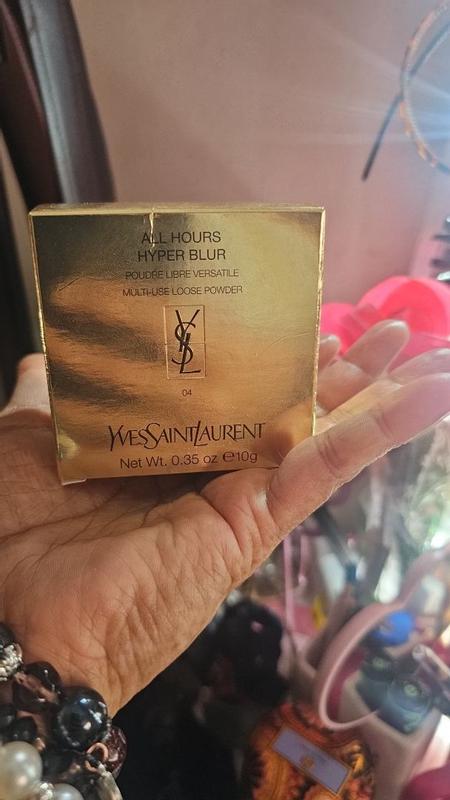 ALL HOURS
HYPER BLUR
POUDRE LIBRE VERSATILE
MULTI-USE LOOSE POWDER
YSL
04
YVESSAINTLAURENT
Net Wt. 0.35 oz ℮10g